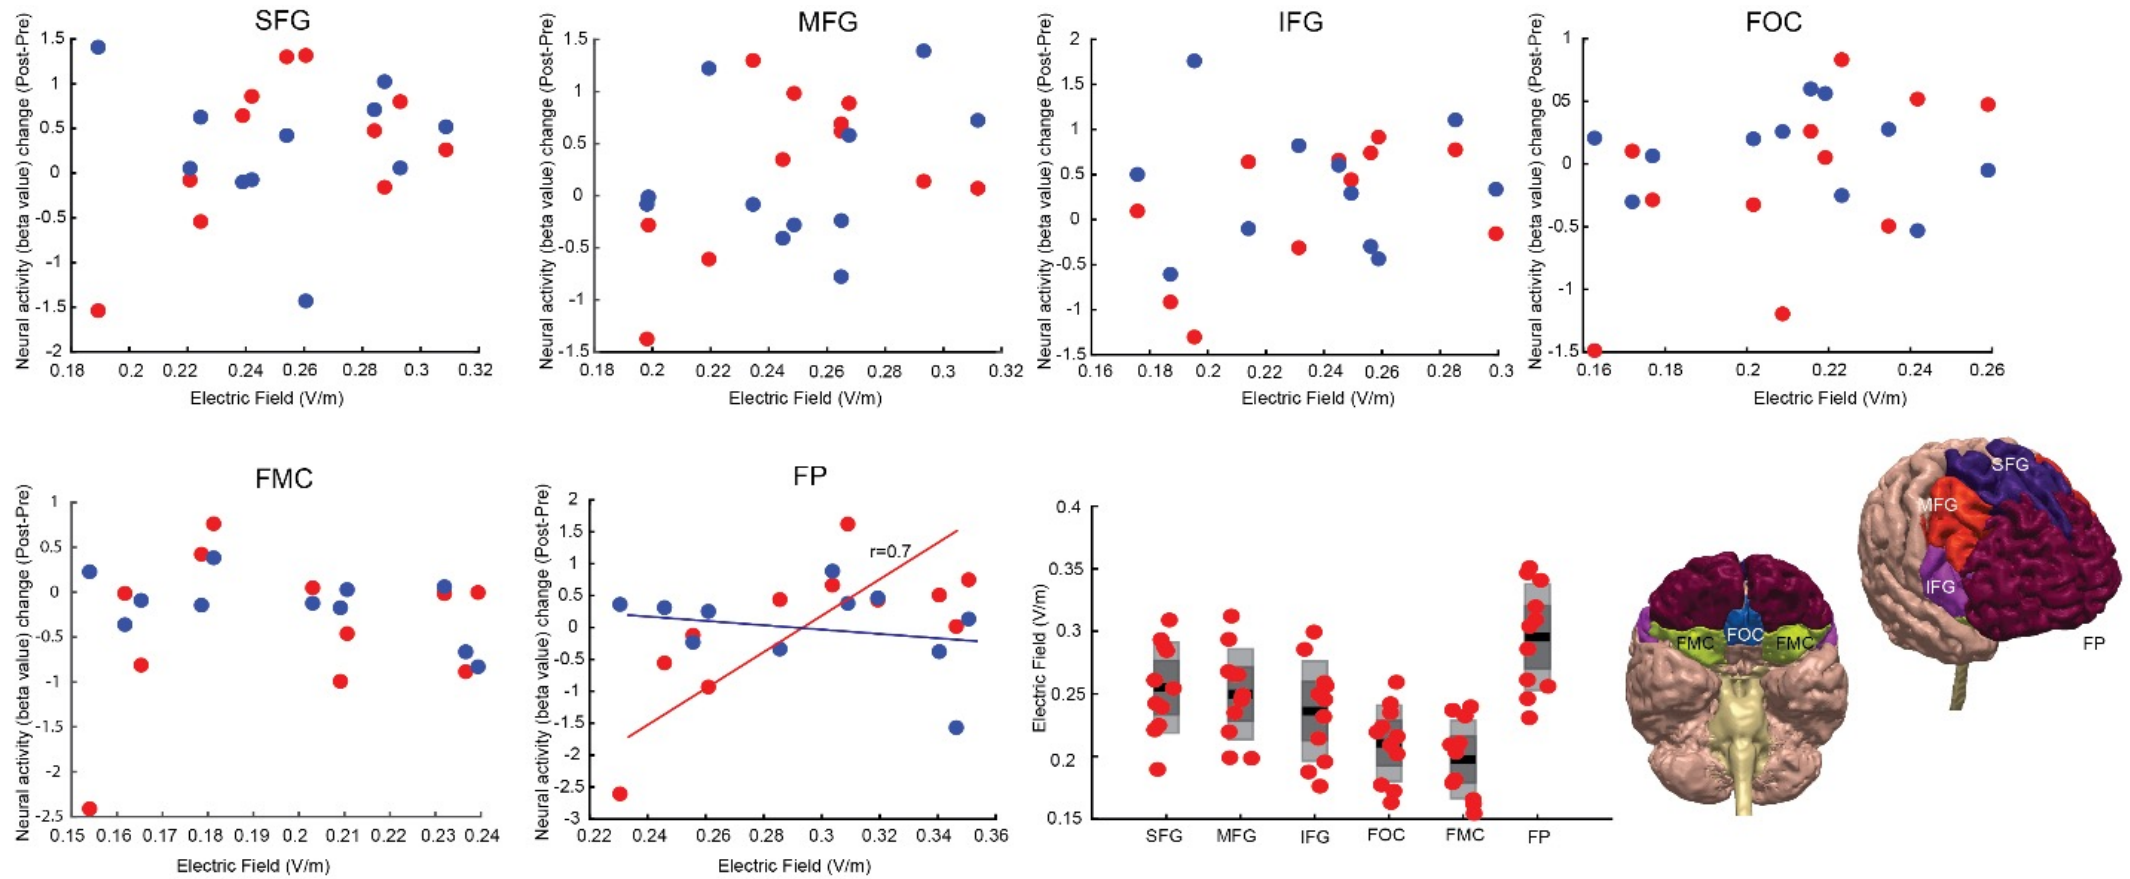 SFG
Neural activity (beta value) change (Post-Pre)
1.5
1
5.5
0
-0.5
-1
-1.5
-2
0.18 0.2 0.22 0.24 0.26 0.28 0.3 0.32
Electric Field (V/m)
MFG
Neural activity (beta value) change (Post-Pre)
1.5
1
0.5
0
-0.5
-1
-1.5
0.18 0.2 0.22 0.24 0.26 0.28 0.3 0.32
Electric Field (V/m)
IFG
Neural activity (beta value) change (Post-Pre)
2
1.5
1
0.5
0
-0.5
-1
-1.5
0.16 0.18 0.2 0.22 0.24 0.26 0.28 0.3
Electric Field (V/m)
FOC
Neural activity (beta value) change (Post-Pre)
1
05
0
-0.5
-1
-1.5
0.16 0.18 0.2 0.22 0.24 0.26
Electric Field (V/m)
FMC
Neural activity (beta value) change (Post-Pre)
1
0.5
0
-0.5
-1
-1.5
-2
-2.5
0.15 0.16 0.17 0.18 0.19 0.2 0.21 0.22 0.23 0.24
Electric Field (V/m)
FP
Neural activity (beta value) change (Post-Pre)
2
1.5
1
0.5
0
-0.5
-1
-1.5
-2
-2.5
-3
r=0.7
0.22 0.24 0.26 0.28 0.3 0.32 0.34 0.36
Electric Field (V/m)
Electric Field (V/m)
0.4
0.35
0.3
0.25
0.2
0.15
SFG MFG IFG FOC FMC FP
FMC FOC FMC
SFG
MFG
IFG
FP